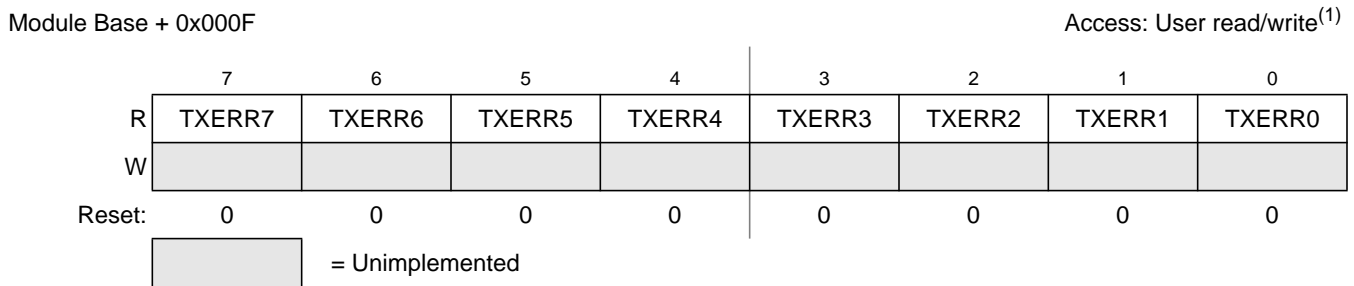 Module Base + 0x000F Access: User read/write(1)
7 6 5 4 3 2 1 0
R TXERR7 TXERR6 TXERR5 TXERR4 TXERR3 TXERR2 TXERR1 TXERR0
W
Reset: 0 0 0 0 0 0 0 0
= Unimplemented